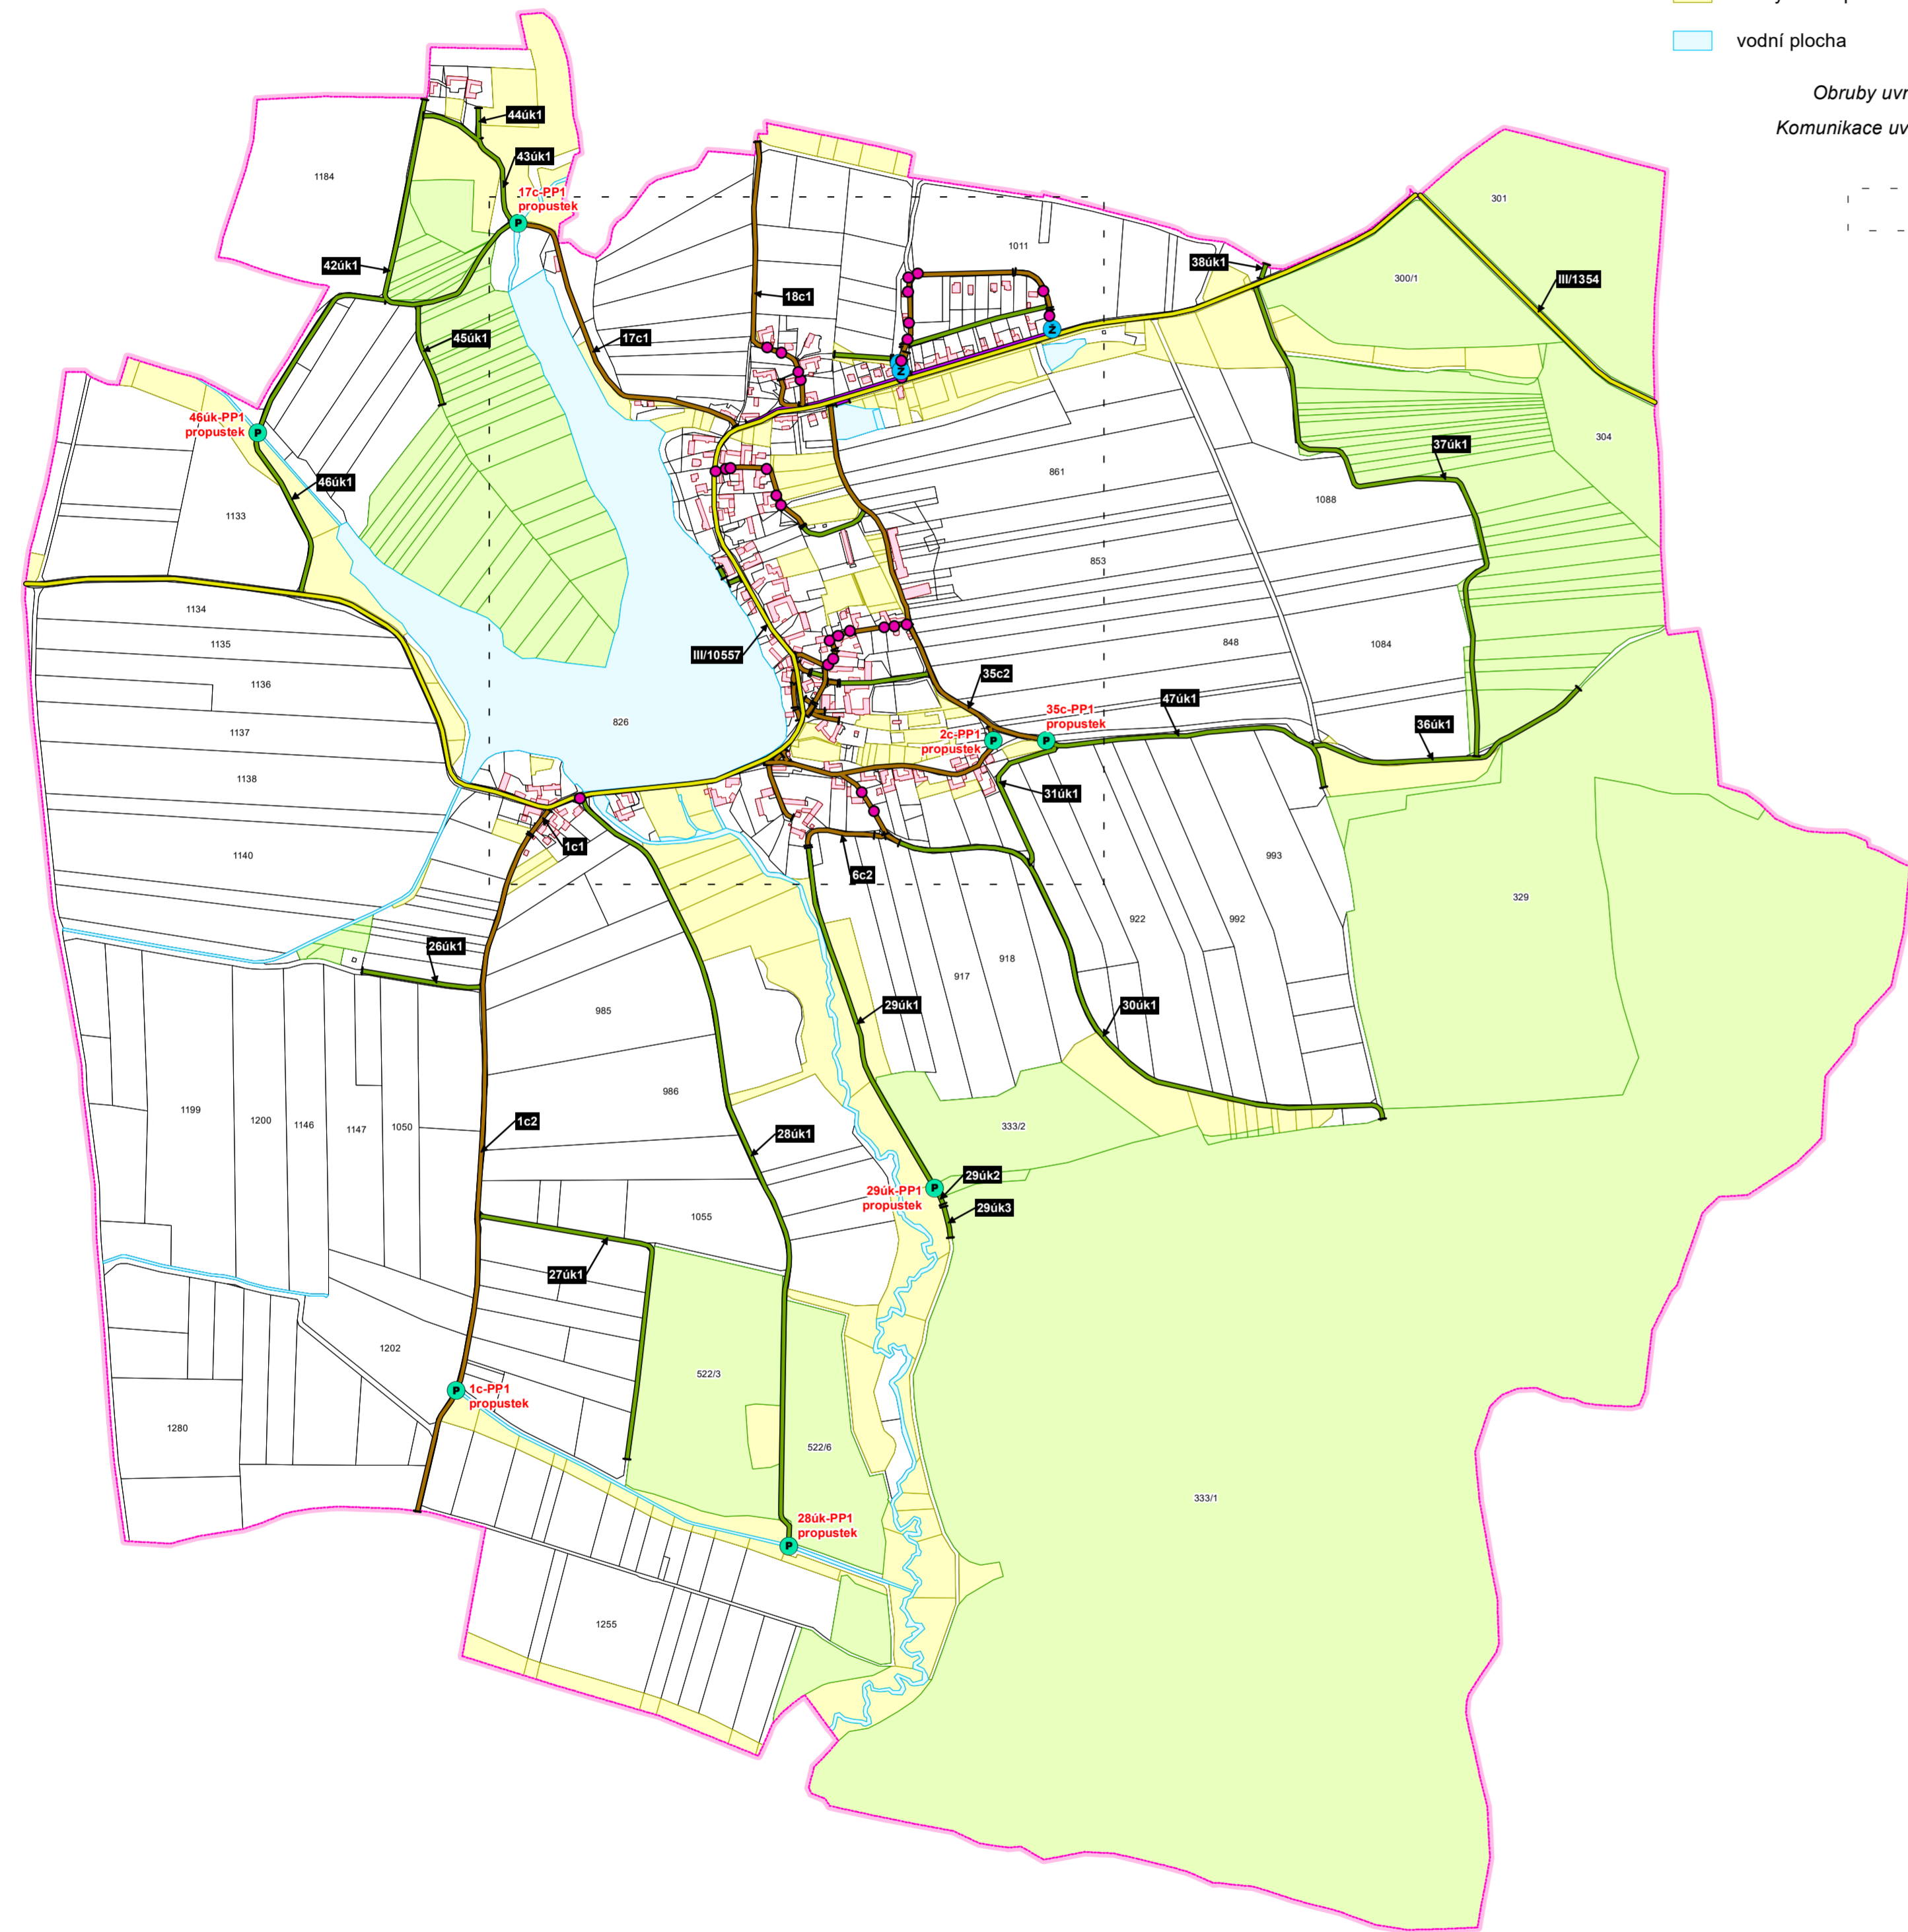 vodní plocha
Obruby uvr
Komunikace uv
44úk1
43úk1
1184
17c-PP1
propustek
301
1011
42úk1
38úk1
300/1
III/1354
18c1
45úk1
17c1
46úk-PP1
propustek
Ž
Ž
304
37úk1
861
46úk1
1088
1133
853
1134
1135
III/10557
848
1084
1136
35c2
47úk1
826
35c-PP1
propustek
1137
2c-PP1
propustek
36úk1
1138
31úk1
1c1
1140
993
6c2
329
922
992
26úk1
918
917
29úk1
30úk1
985
986
1199
1200
1146
1147
1050
1c2
333/2
28úk1
29úk2
29úk-PP1
propustek
29úk3
1055
27úk1
1202
522/3
1c-PP1
propustek
1280
522/6
333/1
28úk-PP1
propustek
1255
P
P
P
P
P
P
P